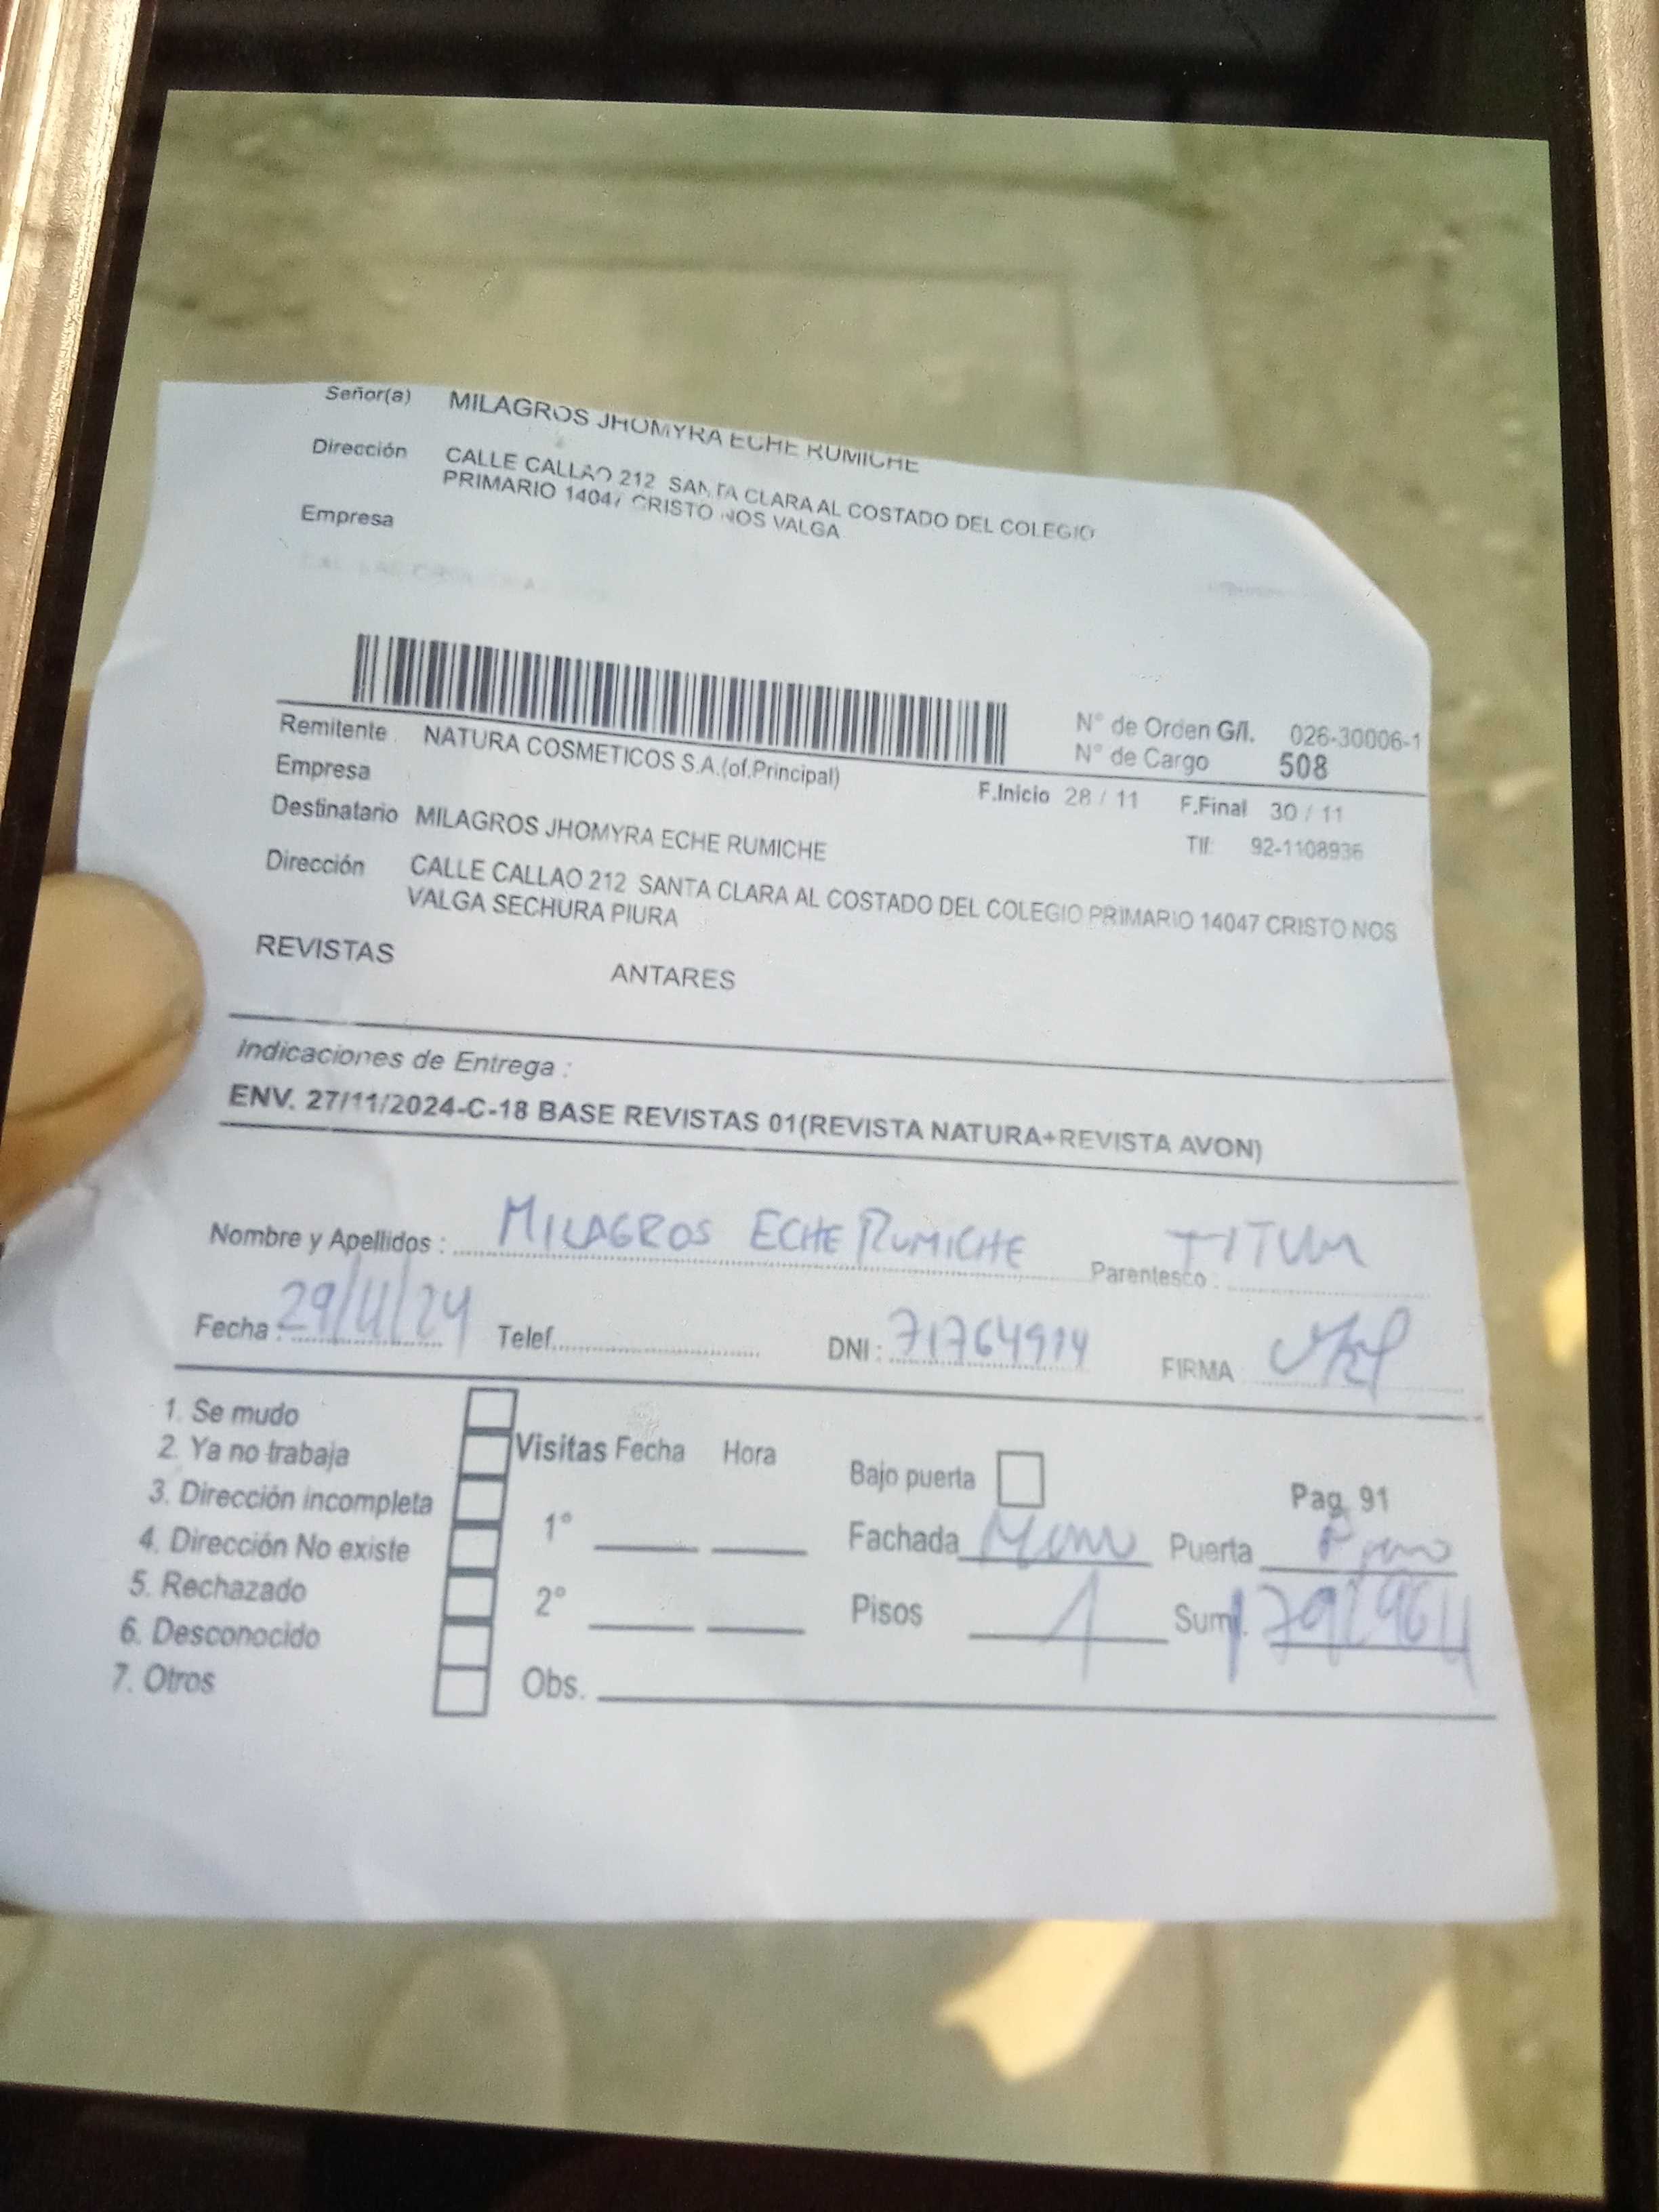 Señor(a) MILAGROS JHOMYRA ECHE RUMICHE
Dirección CALLE CALLAO 212 SANTA CLARA AL COSTADO DEL COLEGIO
PRIMARIO 14047 CRISTO NOS VALGA
Empresa
N° de Orden G/I. 026-30006-1
N° de Cargo 508
Remitente NATURA COSMETICOS S.A.(of.Principal)
Empresa
F.Inicio 28 / 11 F.Final 30 / 11
Destinatario MILAGROS JHOMYRA ECHE RUMICHE
Tlf: 92-1108936
Dirección CALLE CALLAO 212 SANTA CLARA AL COSTADO DEL COLEGIO PRIMARIO 14047 CRISTO NOS
VALGA SECHURA PIURA
REVISTAS ANTARES
Indicaciones de Entrega :
ENV. 27/11/2024-C-18 BASE REVISTAS 01(REVISTA NATURA+REVISTA AVON)
Nombre y Apellidos : MILAGROS ECHE RUMICHE Parentesco :
Fecha : 29/11/24 Telef. DNI : FIRMA
1. Se mudo
2. Ya no trabaja
3. Dirección incompleta
4. Dirección No existe
5. Rechazado
6. Desconocido
7. Otros
Visitas Fecha Hora
1°
2°
Obs.
Bajo puerta
Pag. 91
Fachada Puerta
Pisos 1 Sum.